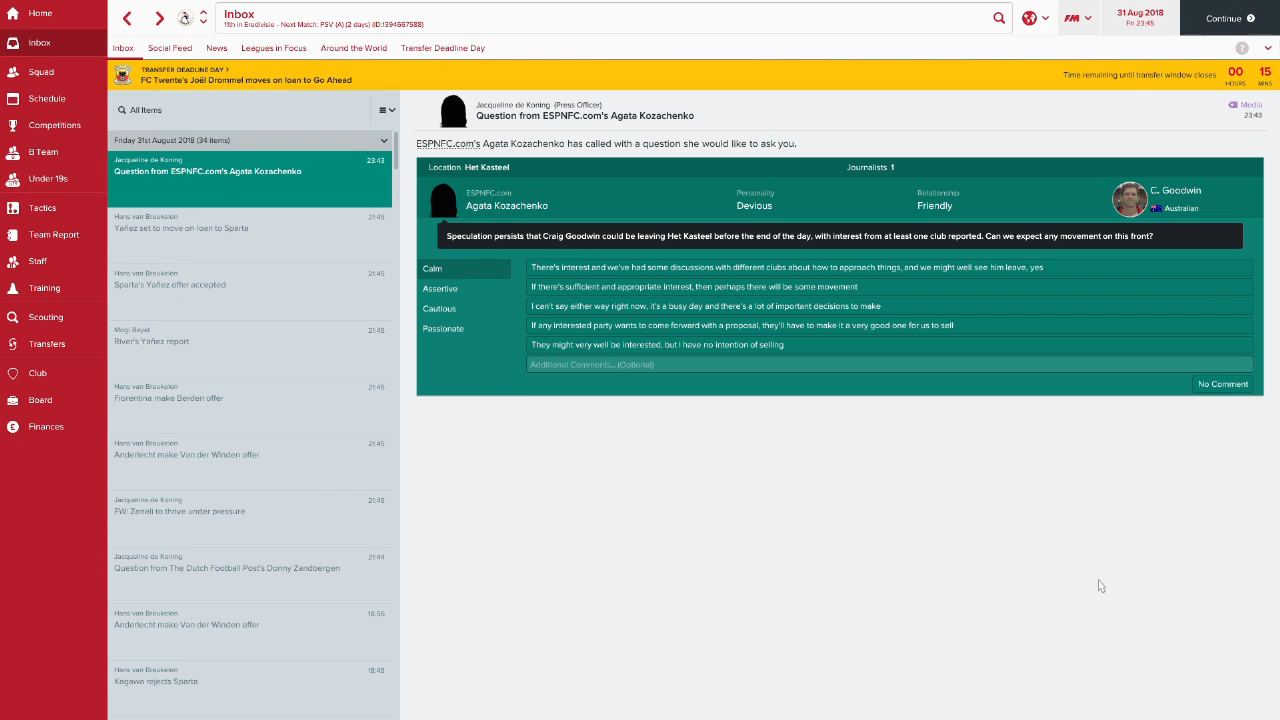 Home
Inbox
Squad
Schedule
Competitions
B Team
Under 19s
Tactics
Team Report
Staff
Training
Scouting
Transfers
Club
Board
Finances
Inbox
11th in Eredivisie - Next Match: PSV (A) (2 days) (ID:1394667588)
FM
31 Aug 2018
Fri 23:45
Continue
Inbox
Social Feed
News
Leagues in Focus
Around the World
Transfer Deadline Day
?
TRANSFER DEADLINE DAY >
FC Twente's Joël Drommel moves on loan to Go Ahead
Time remaining until transfer window closes
00
HOURS
15
MINS
All Items
Friday 31st August 2018 (34 items)
Jacqueline de Koning 23:43
Question from ESPNFC.com's Agata Kozachenko
Hans van Breukelen 21:45
Yañez set to move on loan to Sparta
Hans van Breukelen 21:45
Sparta's Yañez offer accepted
Mogi Bayat 21:45
River's Yañez report
Hans van Breukelen 21:45
Fiorentina make Berden offer
Hans van Breukelen 21:45
Anderlecht make Van der Winden offer
Jacqueline de Koning 21:45
FW: Zeneli to thrive under pressure
Jacqueline de Koning 21:44
Question from The Dutch Football Post's Donny Zandbergen
Hans van Breukelen 18:56
Anderlecht make Van der Winden offer
Hans van Breukelen 18:45
Kagawa rejects Sparta
Jacqueline de Koning (Press Officer)
Question from ESPNFC.com's Agata Kozachenko
Media
23:43
ESPNFC.com's Agata Kozachenko has called with a question she would like to ask you.
Location Het Kasteel
Journalists 1
ESPNFC.com
Agata Kozachenko
Personality
Devious
Relationship
Friendly
C. Goodwin
Australian
Speculation persists that Craig Goodwin could be leaving Het Kasteel before the end of the day, with interest from at least one club reported. Can we expect any movement on this front?
Calm
Assertive
Cautious
Passionate
There's interest and we've had some discussions with different clubs about how to approach things, and we might well see him leave, yes
If there's sufficient and appropriate interest, then perhaps there will be some movement
I can't say either way right now, it's a busy day and there's a lot of important decisions to make
If any interested party wants to come forward with a proposal, they'll have to make it a very good one for us to sell
They might very well be interested, but I have no intention of selling
Additional Comments... (Optional)
No Comment